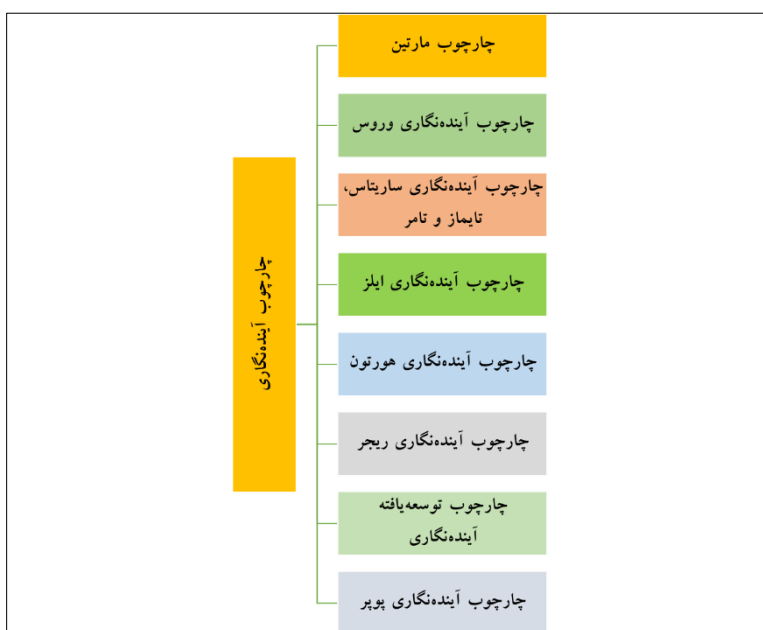 چارچوب آینده‌نگاری
چارچوب مارتین
چارچوب آینده‌نگاری وروس
چارچوب آینده‌نگاری ساریتاس،
تایماز و تامر
چارچوب آینده‌نگاری ایلز
چارچوب آینده‌نگاری هورتون
چارچوب آینده‌نگاری ریجر
چارچوب توسعه‌یافته
آینده‌نگاری
چارچوب آینده‌نگاری پوپر